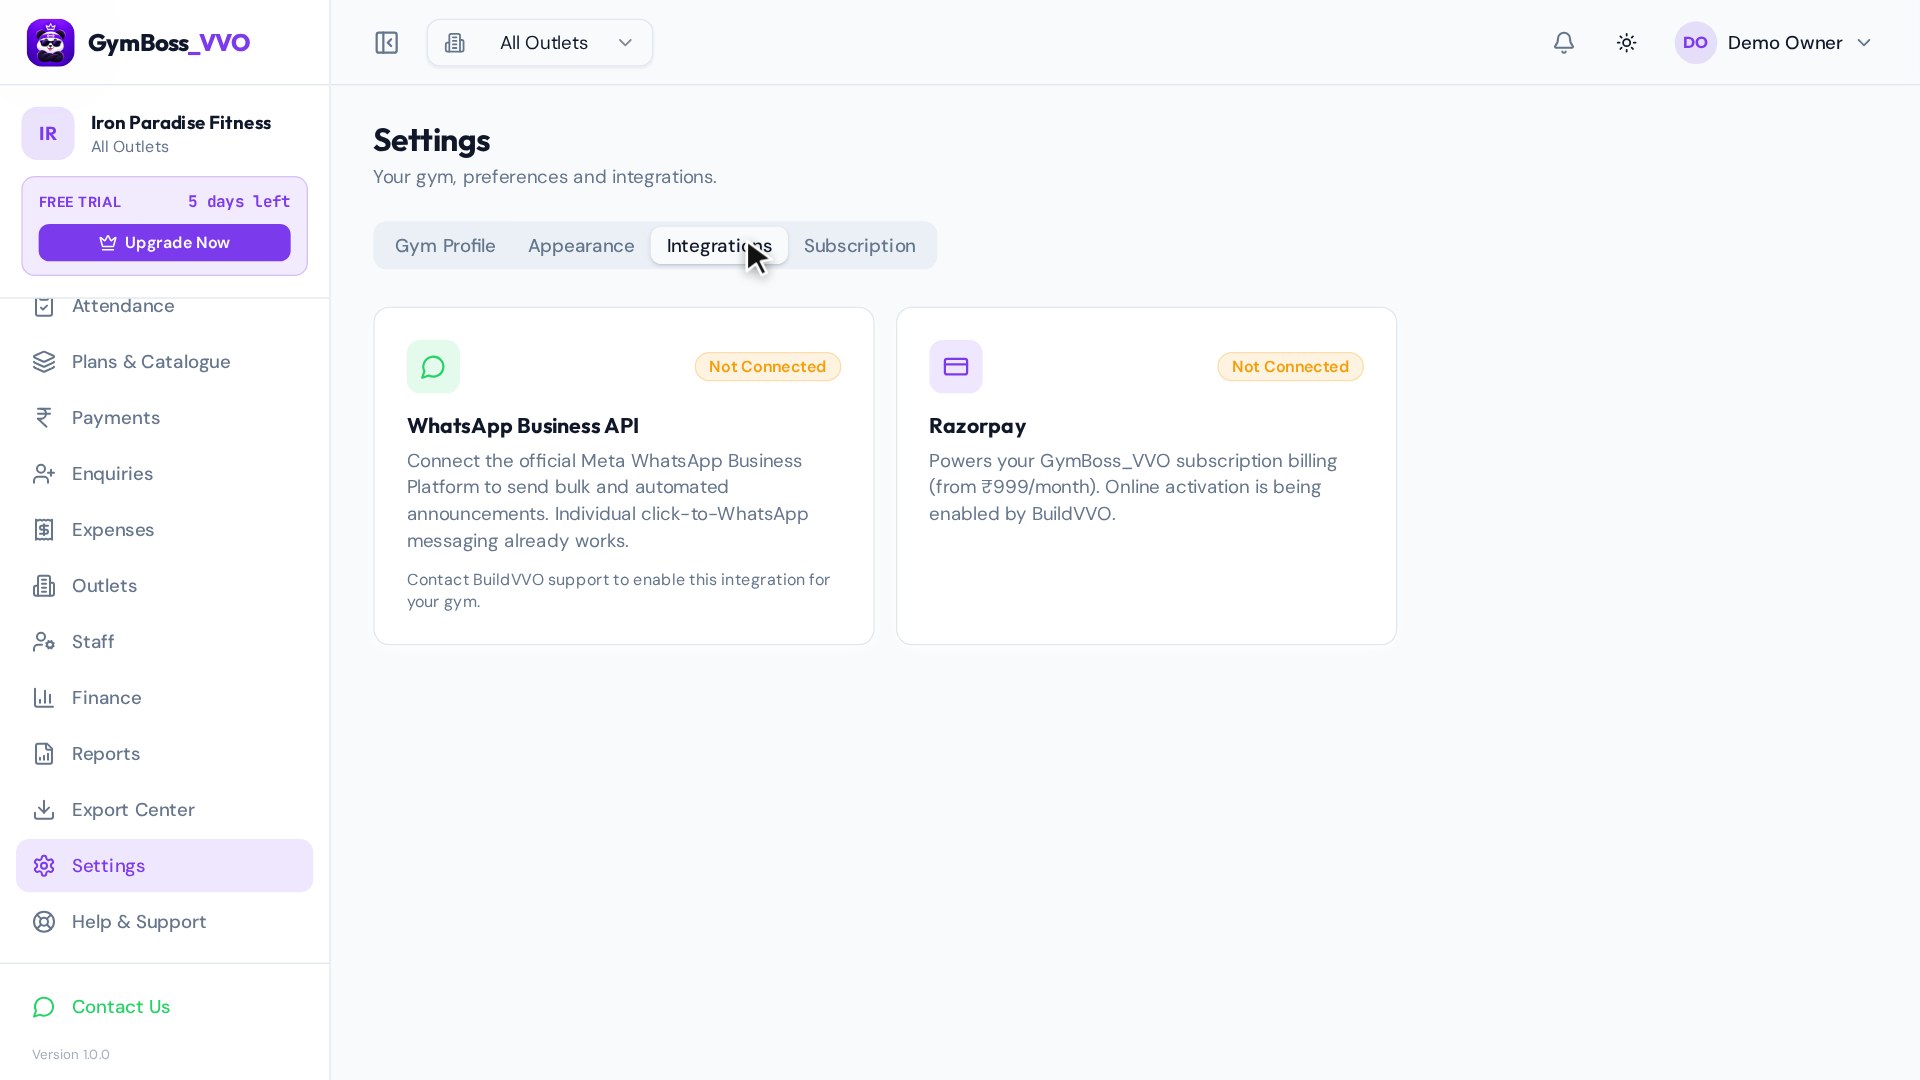 GymBoss_VVO
All Outlets
DO
Demo Owner
IR
Iron Paradise Fitness
All Outlets
FREE TRIAL
5 days left
Upgrade Now
Attendance
Plans & Catalogue
Payments
Enquiries
Expenses
Outlets
Staff
Finance
Reports
Export Center
Settings
Help & Support
Contact Us
Version 1.0.0
Settings
Your gym, preferences and integrations.
Gym Profile
Appearance
Integrations
Subscription
Not Connected
WhatsApp Business API
Connect the official Meta WhatsApp Business
Platform to send bulk and automated
announcements. Individual click-to-WhatsApp
messaging already works.
Contact BuildVVO support to enable this integration for
your gym.
Not Connected
Razorpay
Powers your GymBoss_VVO subscription billing
(from ₹999/month). Online activation is being
enabled by BuildVVO.